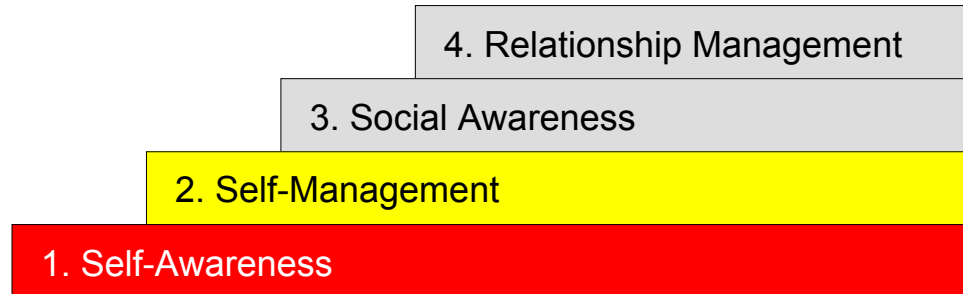 4. Relationship Management
3. Social Awareness
2. Self-Management
1. Self-Awareness